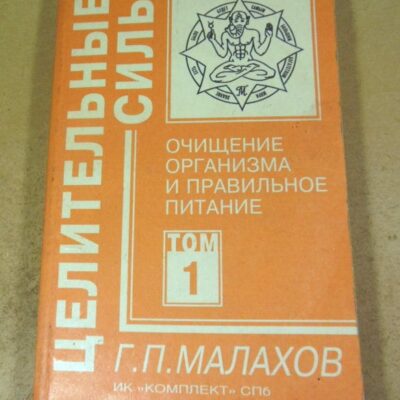 ЦЕЛИТЕЛЬНЫЕ
СИЛЫ
ОЧИЩЕНИЕ
ОРГАНИЗМА
И ПРАВИЛЬНОЕ
ПИТАНИЕ
ТОМ
1
Г.П.МАЛАХОВ
ИК „КОМПЛЕКТ" СПб